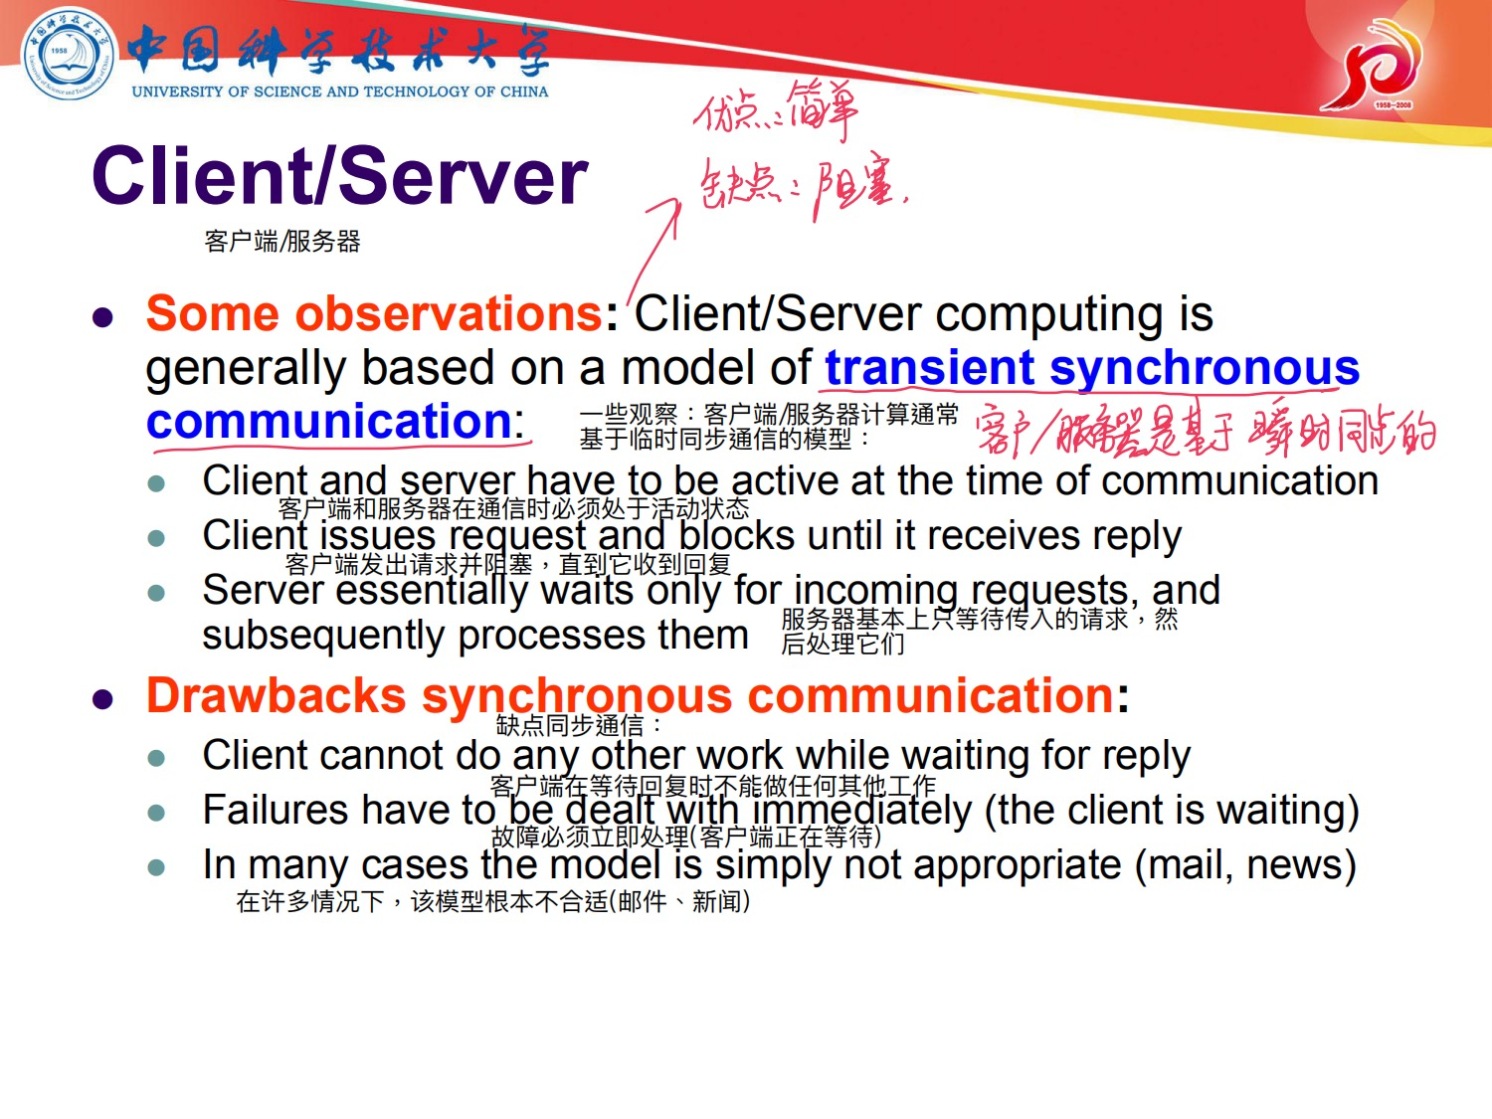 中国科学技术大学
UNIVERSITY OF SCIENCE AND TECHNOLOGY OF CHINA
1958
1958—2008
优点：简单
缺点：阻塞.
Client/Server
客户端/服务器
Some observations: Client/Server computing is
generally based on a model of transient synchronous
communication:
一些观察：客户端/服务器计算通常
基于临时同步通信的模型：
客户/服务器是基于瞬时同步的
Client and server have to be active at the time of communication
客户端和服务器在通信时必须处于活动状态
Client issues request and blocks until it receives reply
客户端发出请求并阻塞，直到它收到回复
Server essentially waits only for incoming requests, and
subsequently processes them
服务器基本上只等待传入的请求，然
后处理它们
Drawbacks synchronous communication:
缺点同步通信：
Client cannot do any other work while waiting for reply
客户端在等待回复时不能做任何其他工作
Failures have to be dealt with immediately (the client is waiting)
故障必须立即处理(客户端正在等待)
In many cases the model is simply not appropriate (mail, news)
在许多情况下，该模型根本不合适(邮件、新闻)